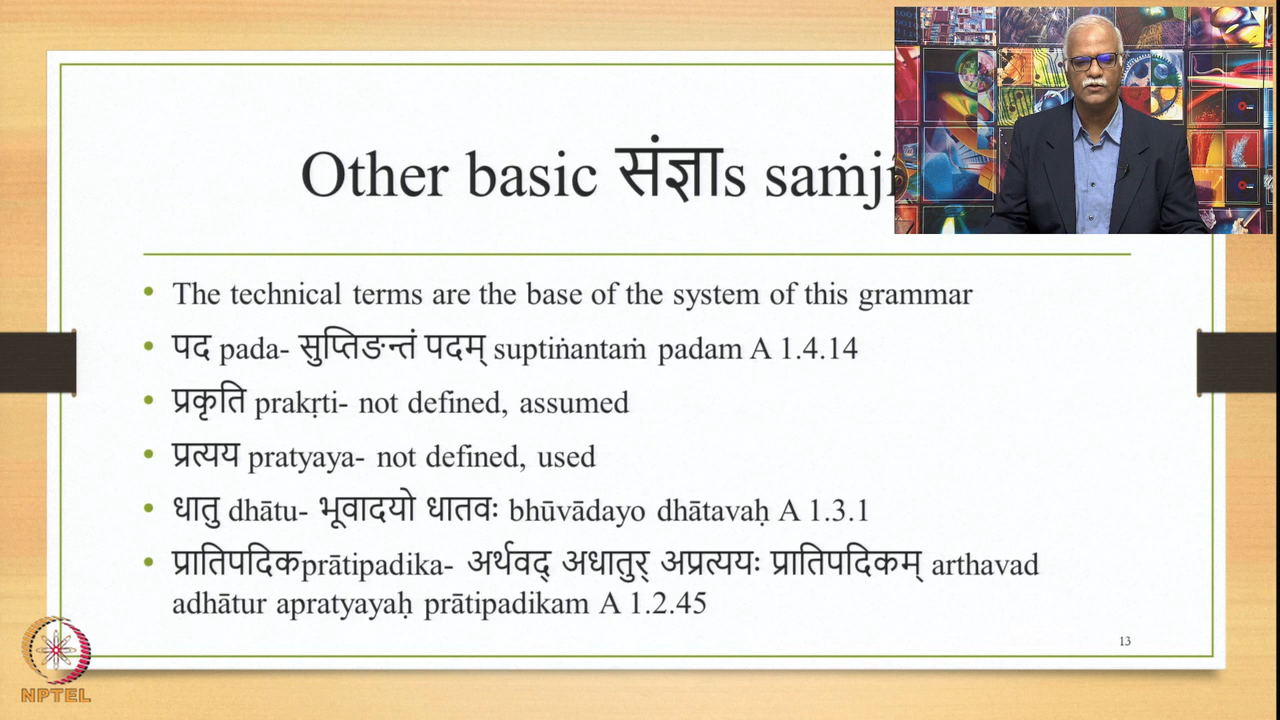 Other basic संज्ञाs
The technical terms are the base of the system of this grammar
पद pada- सुप्तिङन्तं पदम् suptiṅantaṁ padam A 1.4.14
प्रकृति prakṛti- not defined, assumed
प्रत्यय pratyaya- not defined, used
धातु dhātu- भूवादयो धातवः bhūvādayo dhātavaḥ A 1.3.1
प्रातिपदिकprātipadika- अर्थवद् अधातुर् अप्रत्ययः प्रातिपदिकम् arthavad
adhātur apratyayaḥ prātipadikam A 1.2.45
13
NPTEL